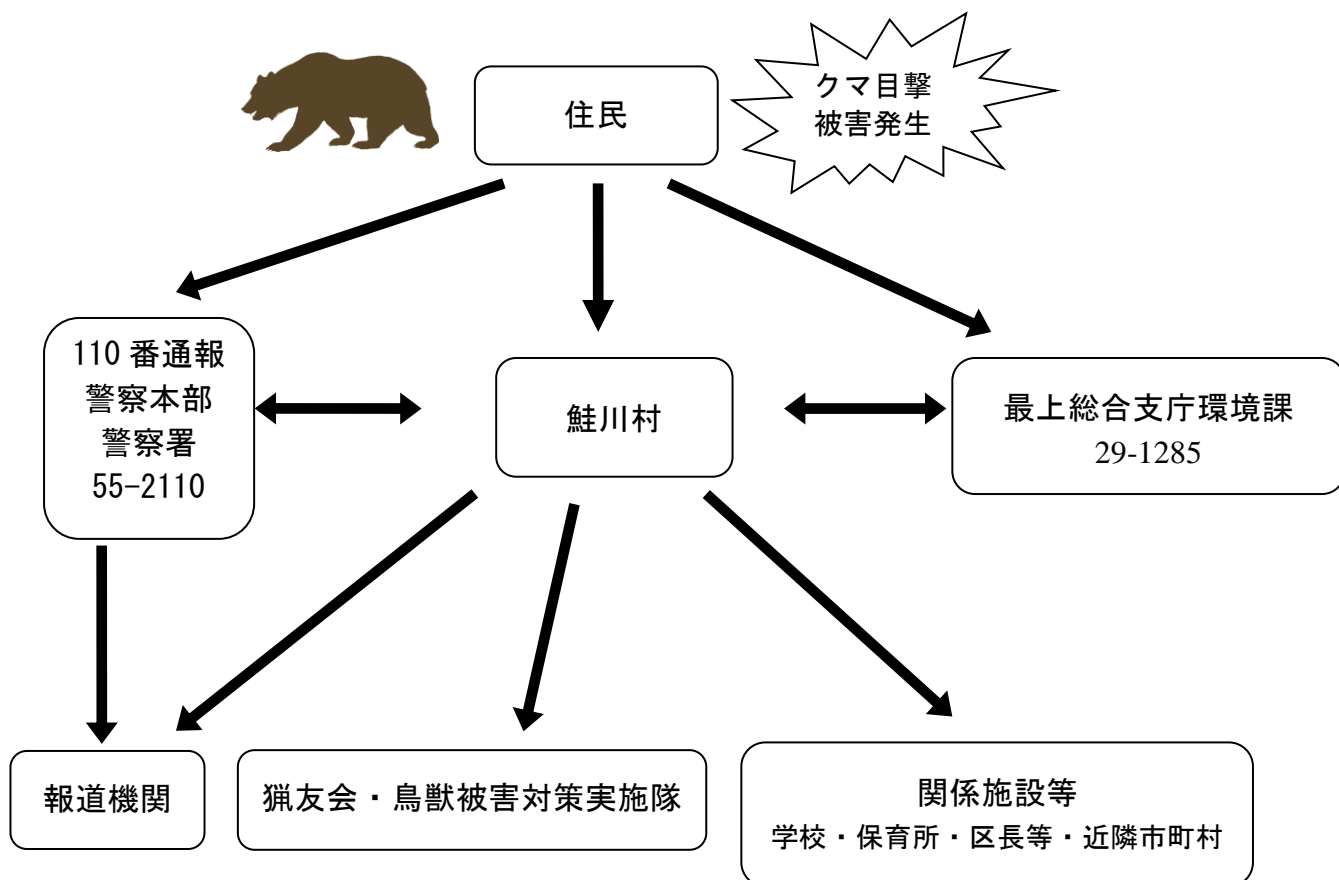 クマ目撃
被害発生
住民
110番通報
警察本部
警察署
55-2110
鮭川村
最上総合支庁環境課
29-1285
報道機関
猟友会・鳥獣被害対策実施隊
関係施設等
学校・保育所・区長等・近隣市町村